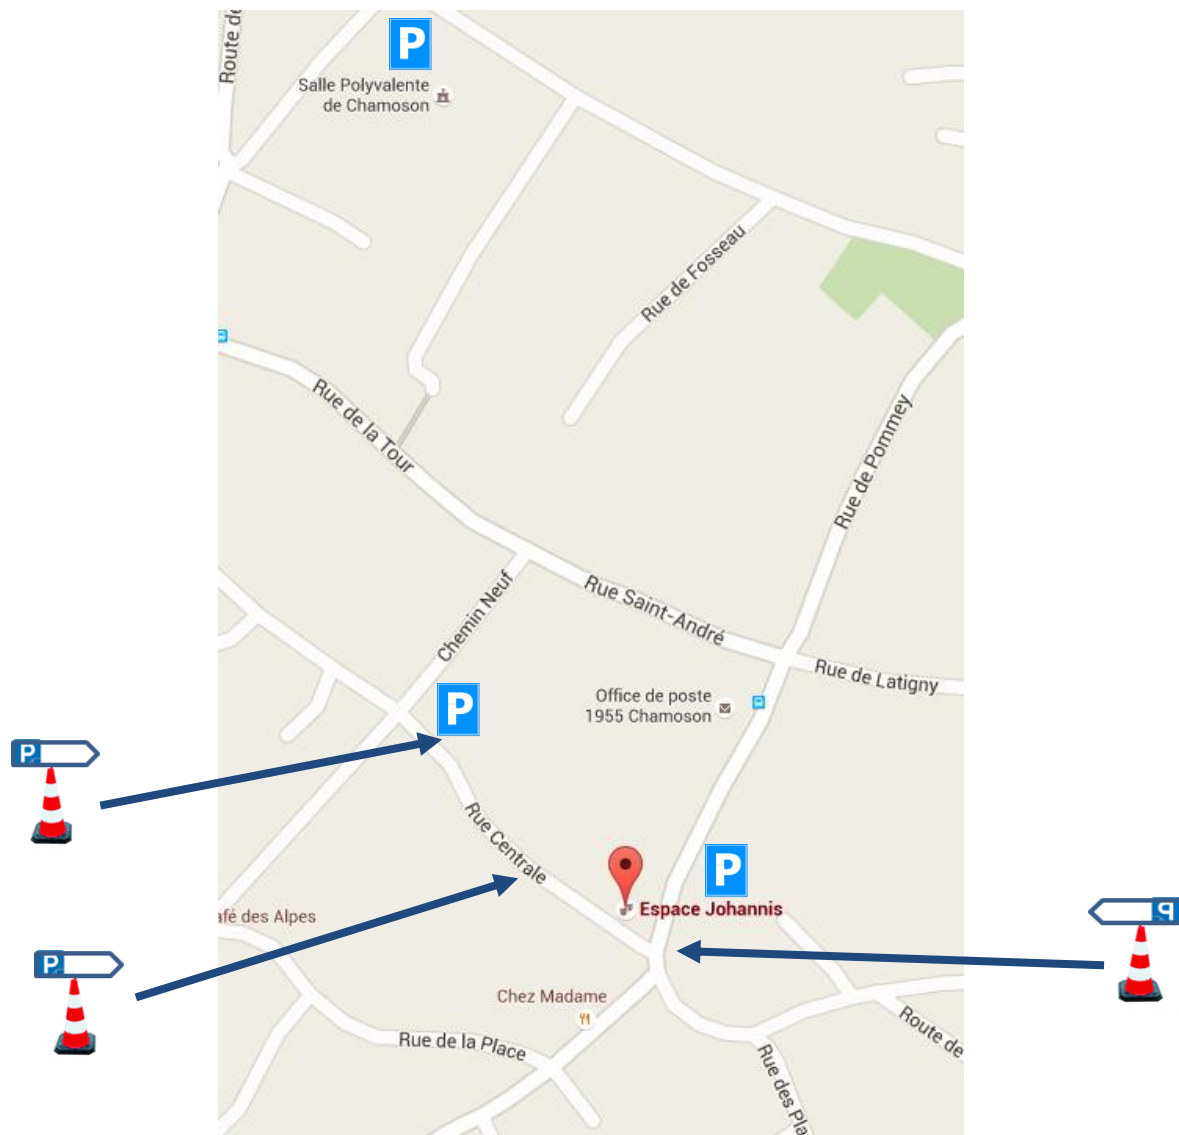 P
Route de
Salle Polyvalente
de Chamoson
Rue de Fosseau
Rue de la Tour
Rue de Pommey
Chemin Neuf
Rue Saint-André
Rue de Latigny
Office de poste
1955 Chamoson
P
P
Rue Centrale
P
Espace Johannis
P
afé des Alpes
P
Chez Madame
Rue de la Place
Route de
Rue des Pla